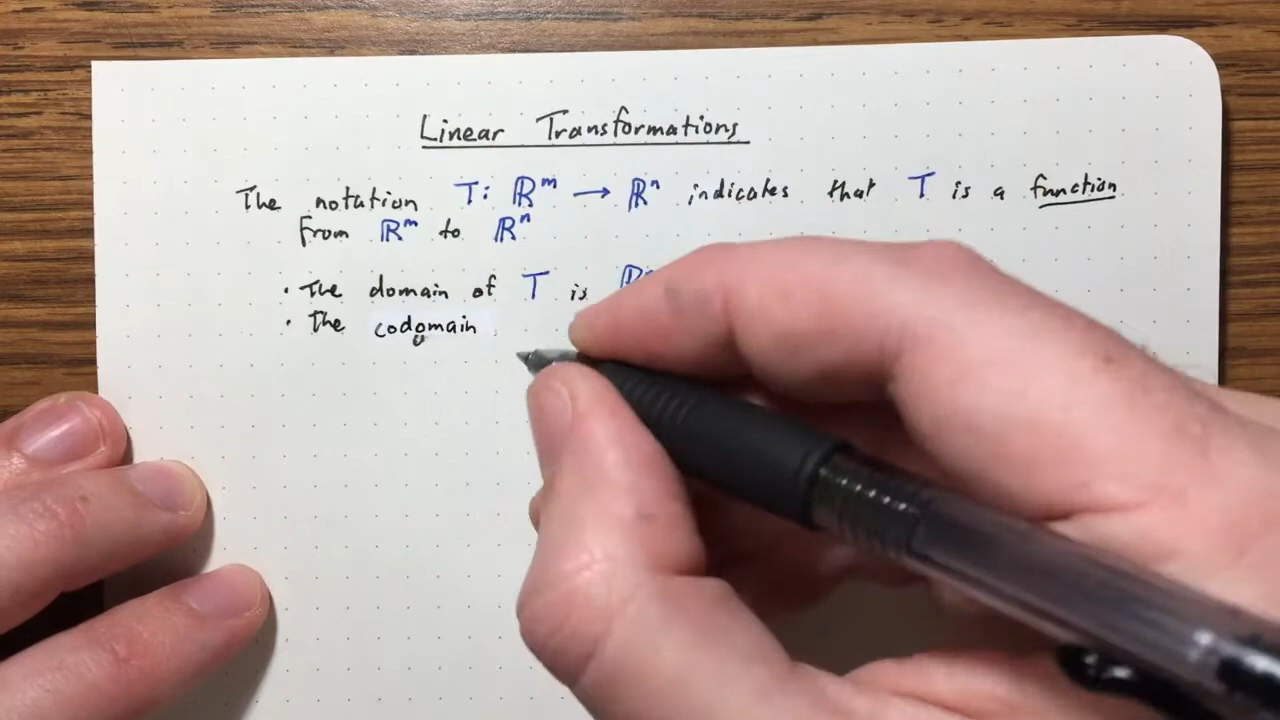 Linear Transformations
The notation T: ℝᵐ → ℝⁿ indicates that T is a function
from ℝᵐ to ℝⁿ
• The domain of T is
• The codomain